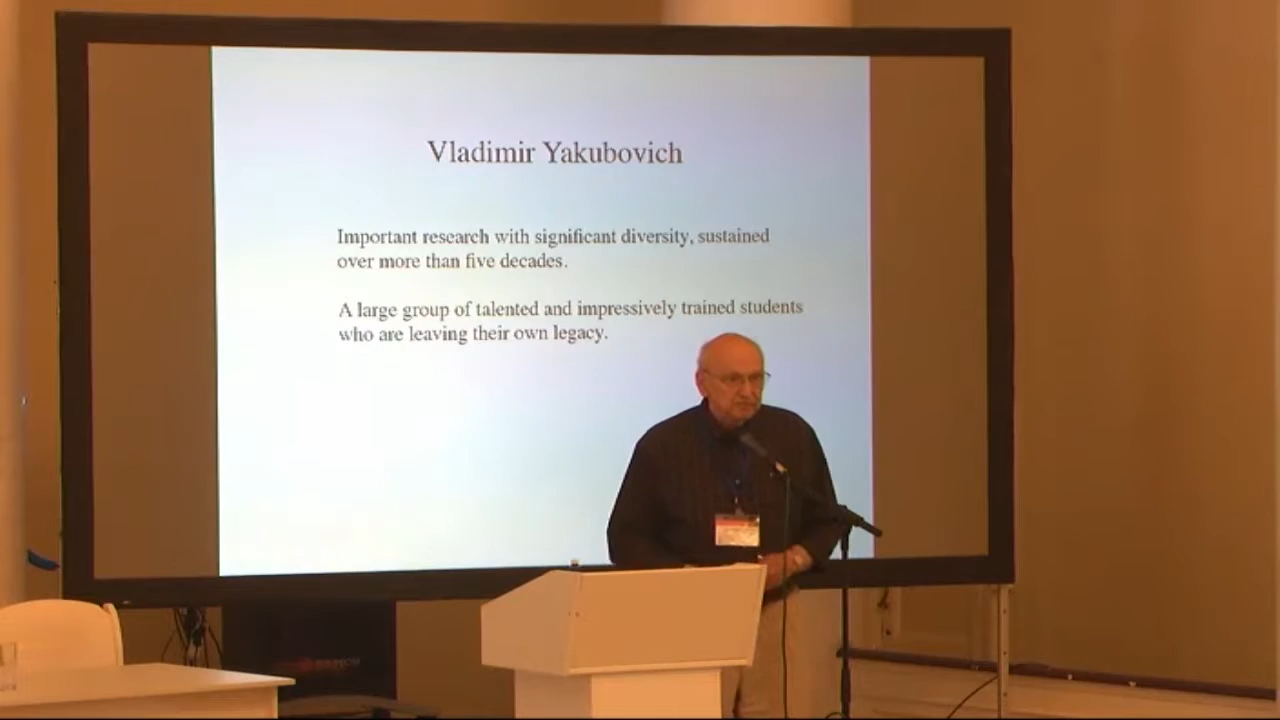 Vladimir Yakubovich
Important research with significant diversity, sustained
over more than five decades.
A large group of talented and impressively trained students
who are leaving their own legacy.